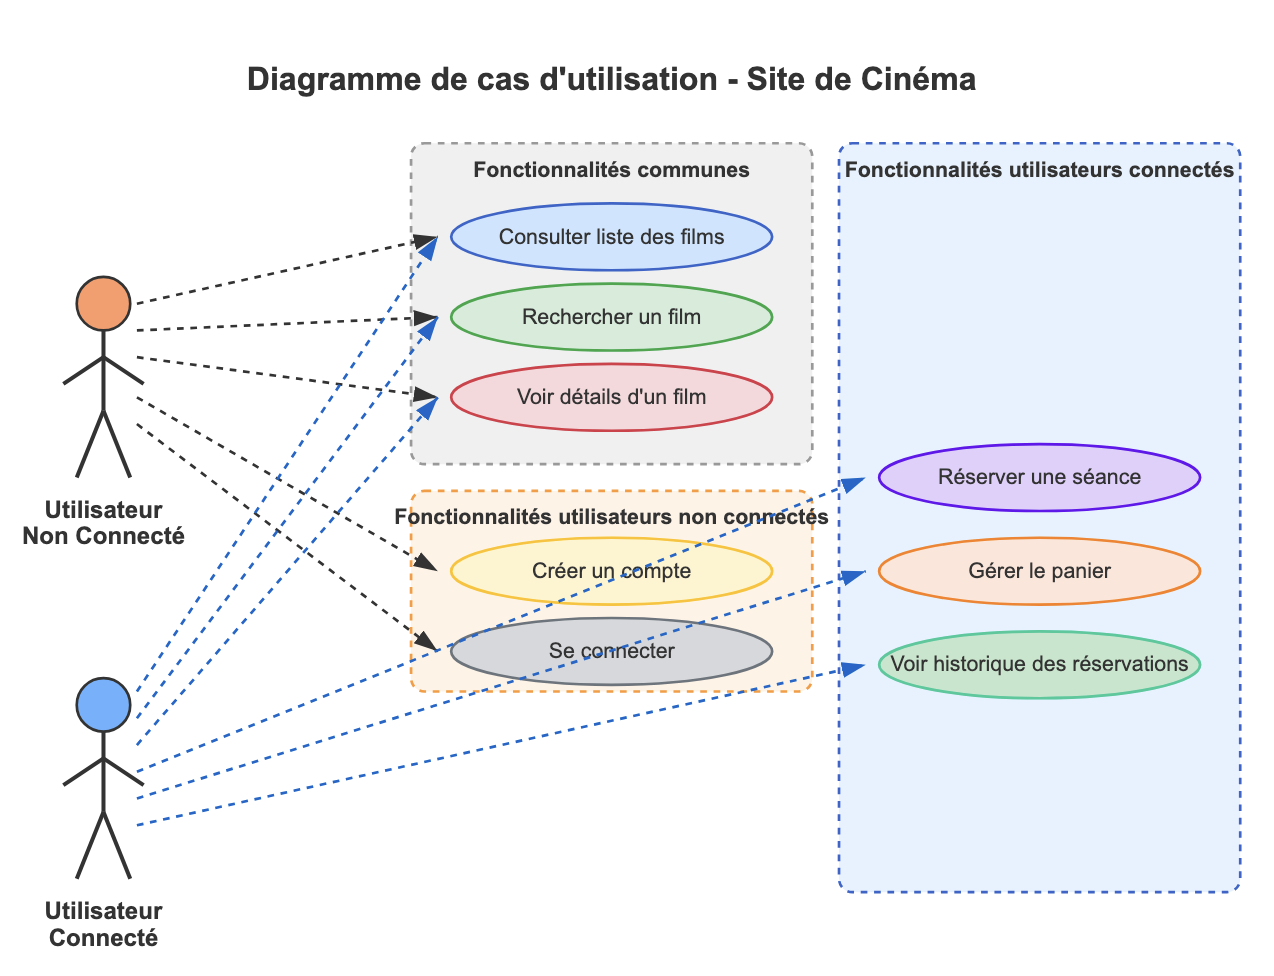 Diagramme de cas d'utilisation - Site de Cinéma
Fonctionnalités communes
Consulter liste des films
Rechercher un film
Voir détails d'un film
Fonctionnalités utilisateurs non connectés
Créer un compte
Se connecter
Fonctionnalités utilisateurs connectés
Réserver une séance
Gérer le panier
Voir historique des réservations
Utilisateur
Non Connecté
Utilisateur
Connecté